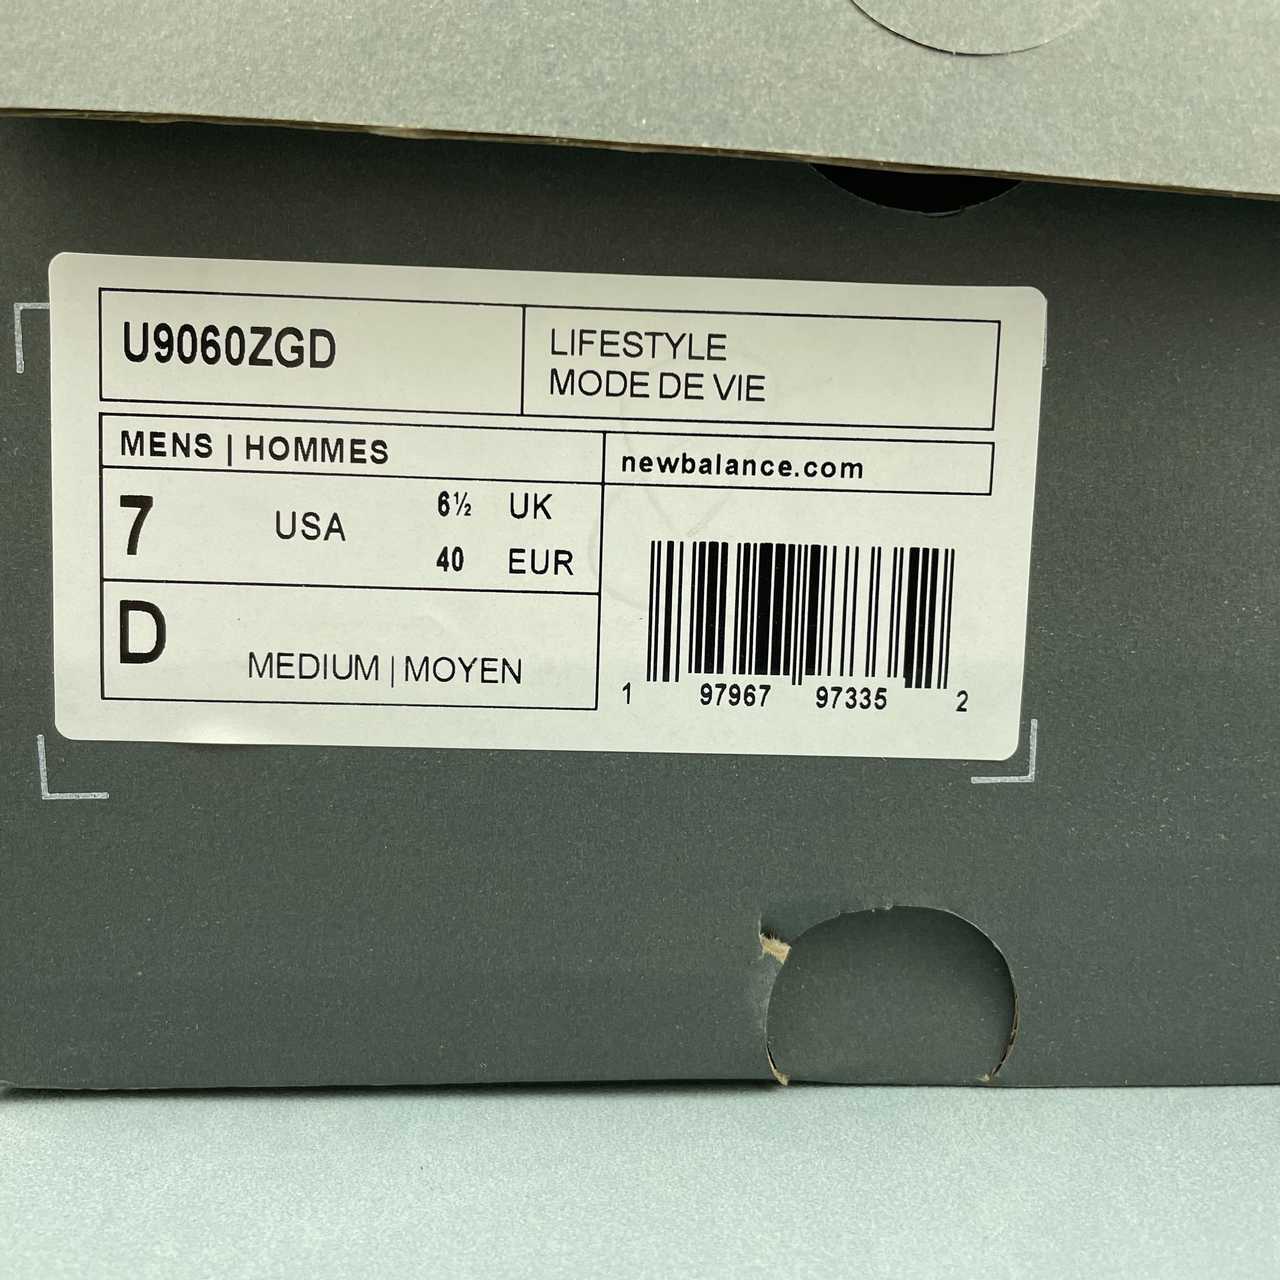 U9060ZGD
LIFESTYLE
MODE DE VIE
MENS | HOMMES
newbalance.com
7 USA 6½ UK
40 EUR
D MEDIUM | MOYEN
1 97967 97335 2